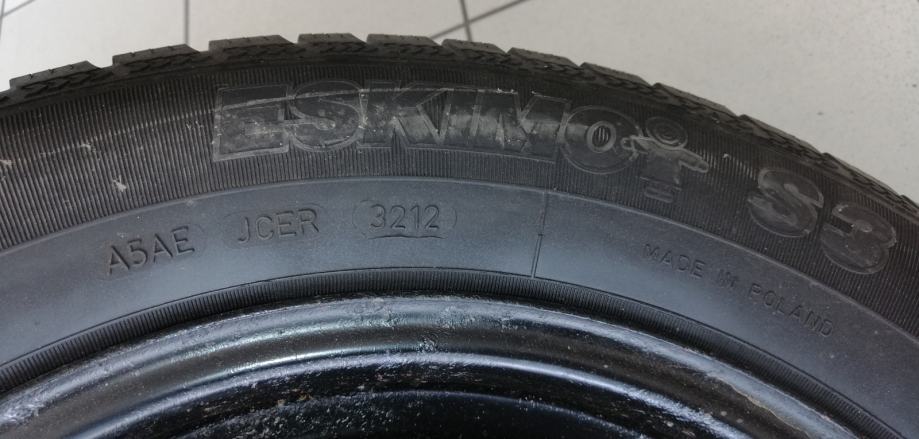 ESKIMO S3
A5AE JCER 3212
MADE IN POLAND